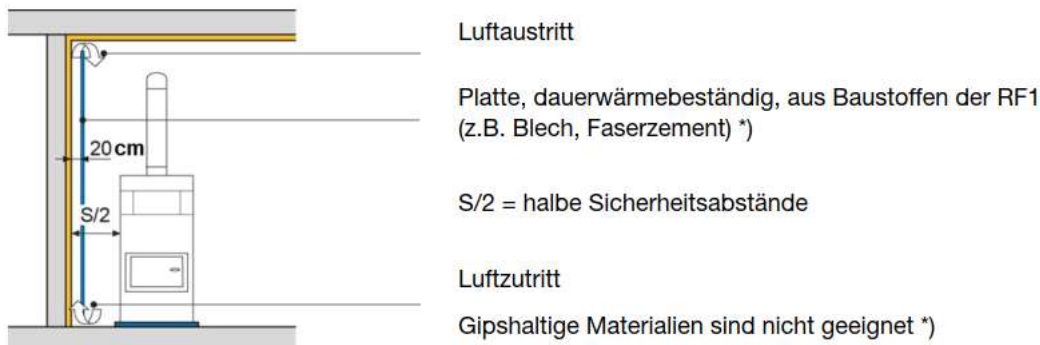 Luftaustritt
Platte, dauerwärmebeständig, aus Baustoffen der RF1
(z.B. Blech, Faserzement) *)
20 cm
S/2
S/2 = halbe Sicherheitsabstände
Luftzutritt
Gipshaltige Materialien sind nicht geeignet *)